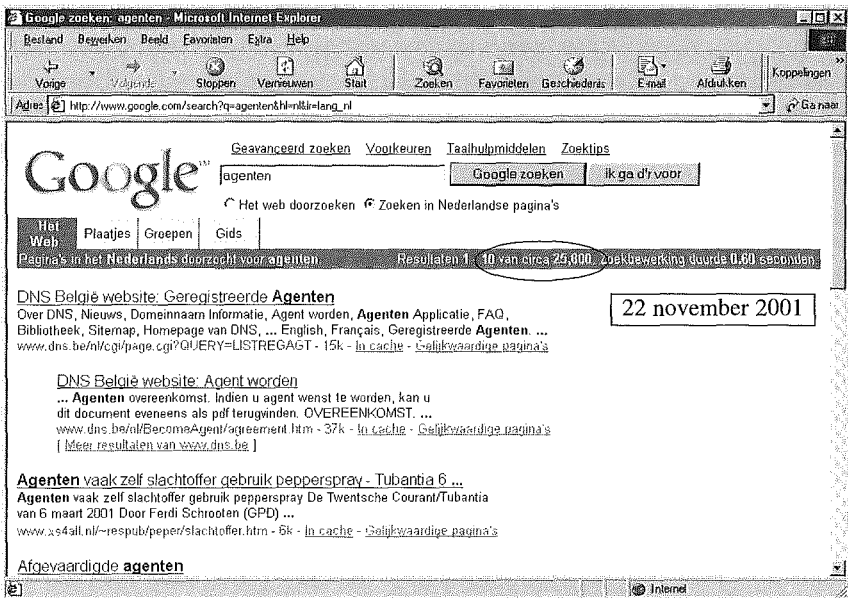 Google zoeken: agenten - Microsoft Internet Explorer
Bestand Bewerken Beeld Favorieten Extra Help
Vorige Volgende Stoppen Vernieuwen Start Zoeken Favorieten Geschiedenis E-mail Afdrukken Koppelingen »
Adres http://www.google.com/search?q=agenten&hl=nl&lr=lang_nl Ga naar
Geavanceerd zoeken Voorkeuren Taalhulpmiddelen Zoektips
Google™ agenten Google zoeken ik ga d'r voor
Het web doorzoeken Zoeken in Nederlandse pagina's
Het Web Plaatjes Groepen Gids
Pagina's in het Nederlands doorzocht voor agenten. Resultaten 1 - 10 van circa 25,800. Zoekbewerking duurde 0.60 seconden.
DNS België website: Geregistreerde Agenten
22 november 2001
Over DNS, Nieuws, Domeinnaam Informatie, Agent worden, Agenten Applicatie, FAQ,
Bibliotheek, Sitemap, Homepage van DNS, ... English, Français, Geregistreerde Agenten. ...
www.dns.be/nl/cgi/page.cgi?QUERY=LISTREGAGT - 15k - In cache - Gelijkwaardige pagina's
DNS België website: Agent worden
... Agenten overeenkomst. Indien u agent wenst te worden, kan u
dit document eveneens als pdf terugvinden. OVEREENKOMST. ...
www.dns.be/nl/BecomeAgent/agreement.htm - 37k - In cache - Gelijkwaardige pagina's
[ Meer resultaten van www.dns.be ]
Agenten vaak zelf slachtoffer gebruik pepperspray - Tubantia 6 ...
Agenten vaak zelf slachtoffer gebruik pepperspray De Twentsche Courant/Tubantia
van 6 maart 2001 Door Ferdi Schrooten (GPD) ...
www.xs4all.nl/~respub/peper/slachtoffer.htm - 6k - In cache - Gelijkwaardige pagina's
Afgevaardigde agenten
Internet